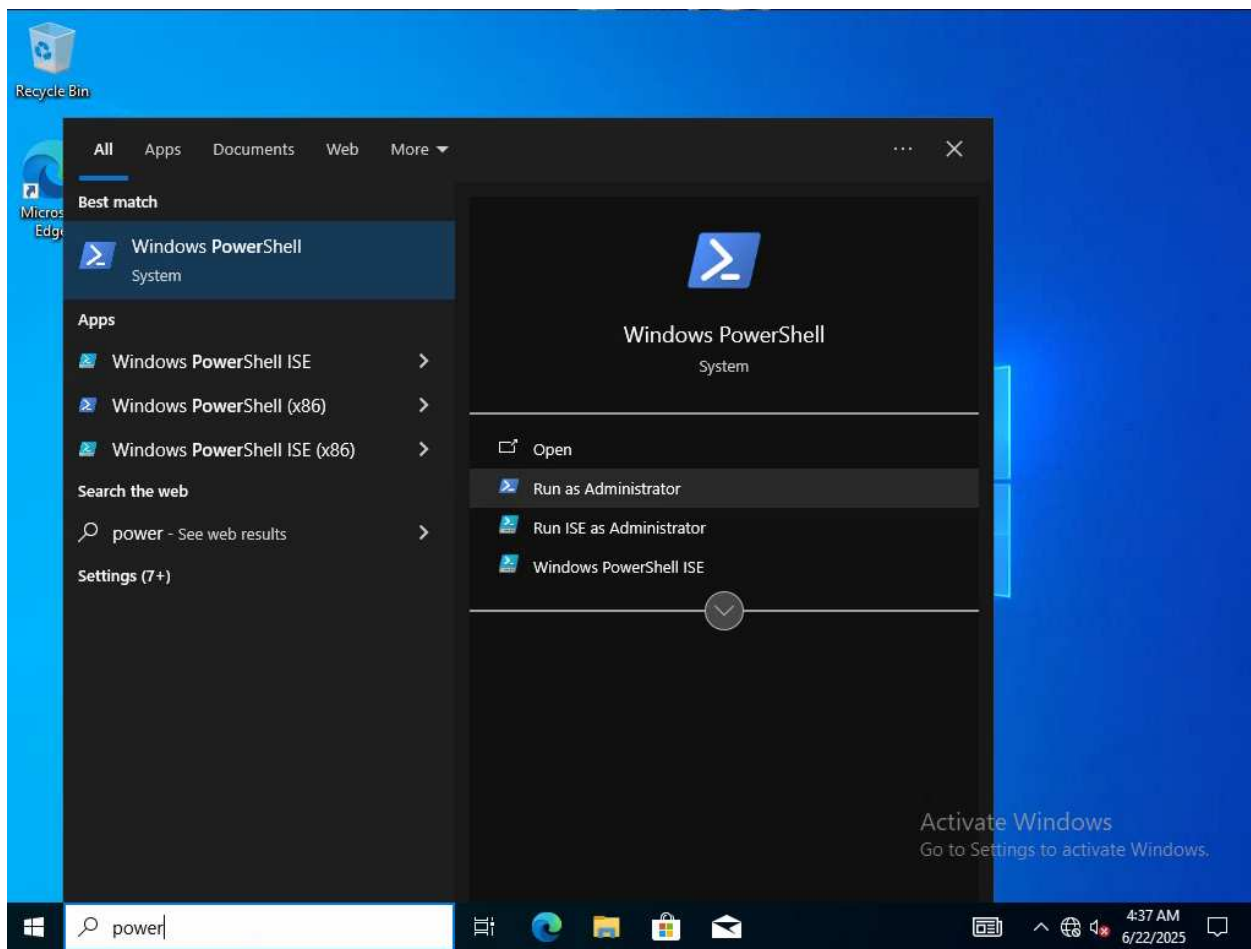 Recycle Bin
Micros
Edge
All Apps Documents Web More
Best match
Windows PowerShell
System
Apps
Windows PowerShell ISE
Windows PowerShell (x86)
Windows PowerShell ISE (x86)
Search the web
power - See web results
Settings (7+)
Windows PowerShell
System
Open
Run as Administrator
Run ISE as Administrator
Windows PowerShell ISE
Activate Windows
Go to Settings to activate Windows.
power
4:37 AM
6/22/2025